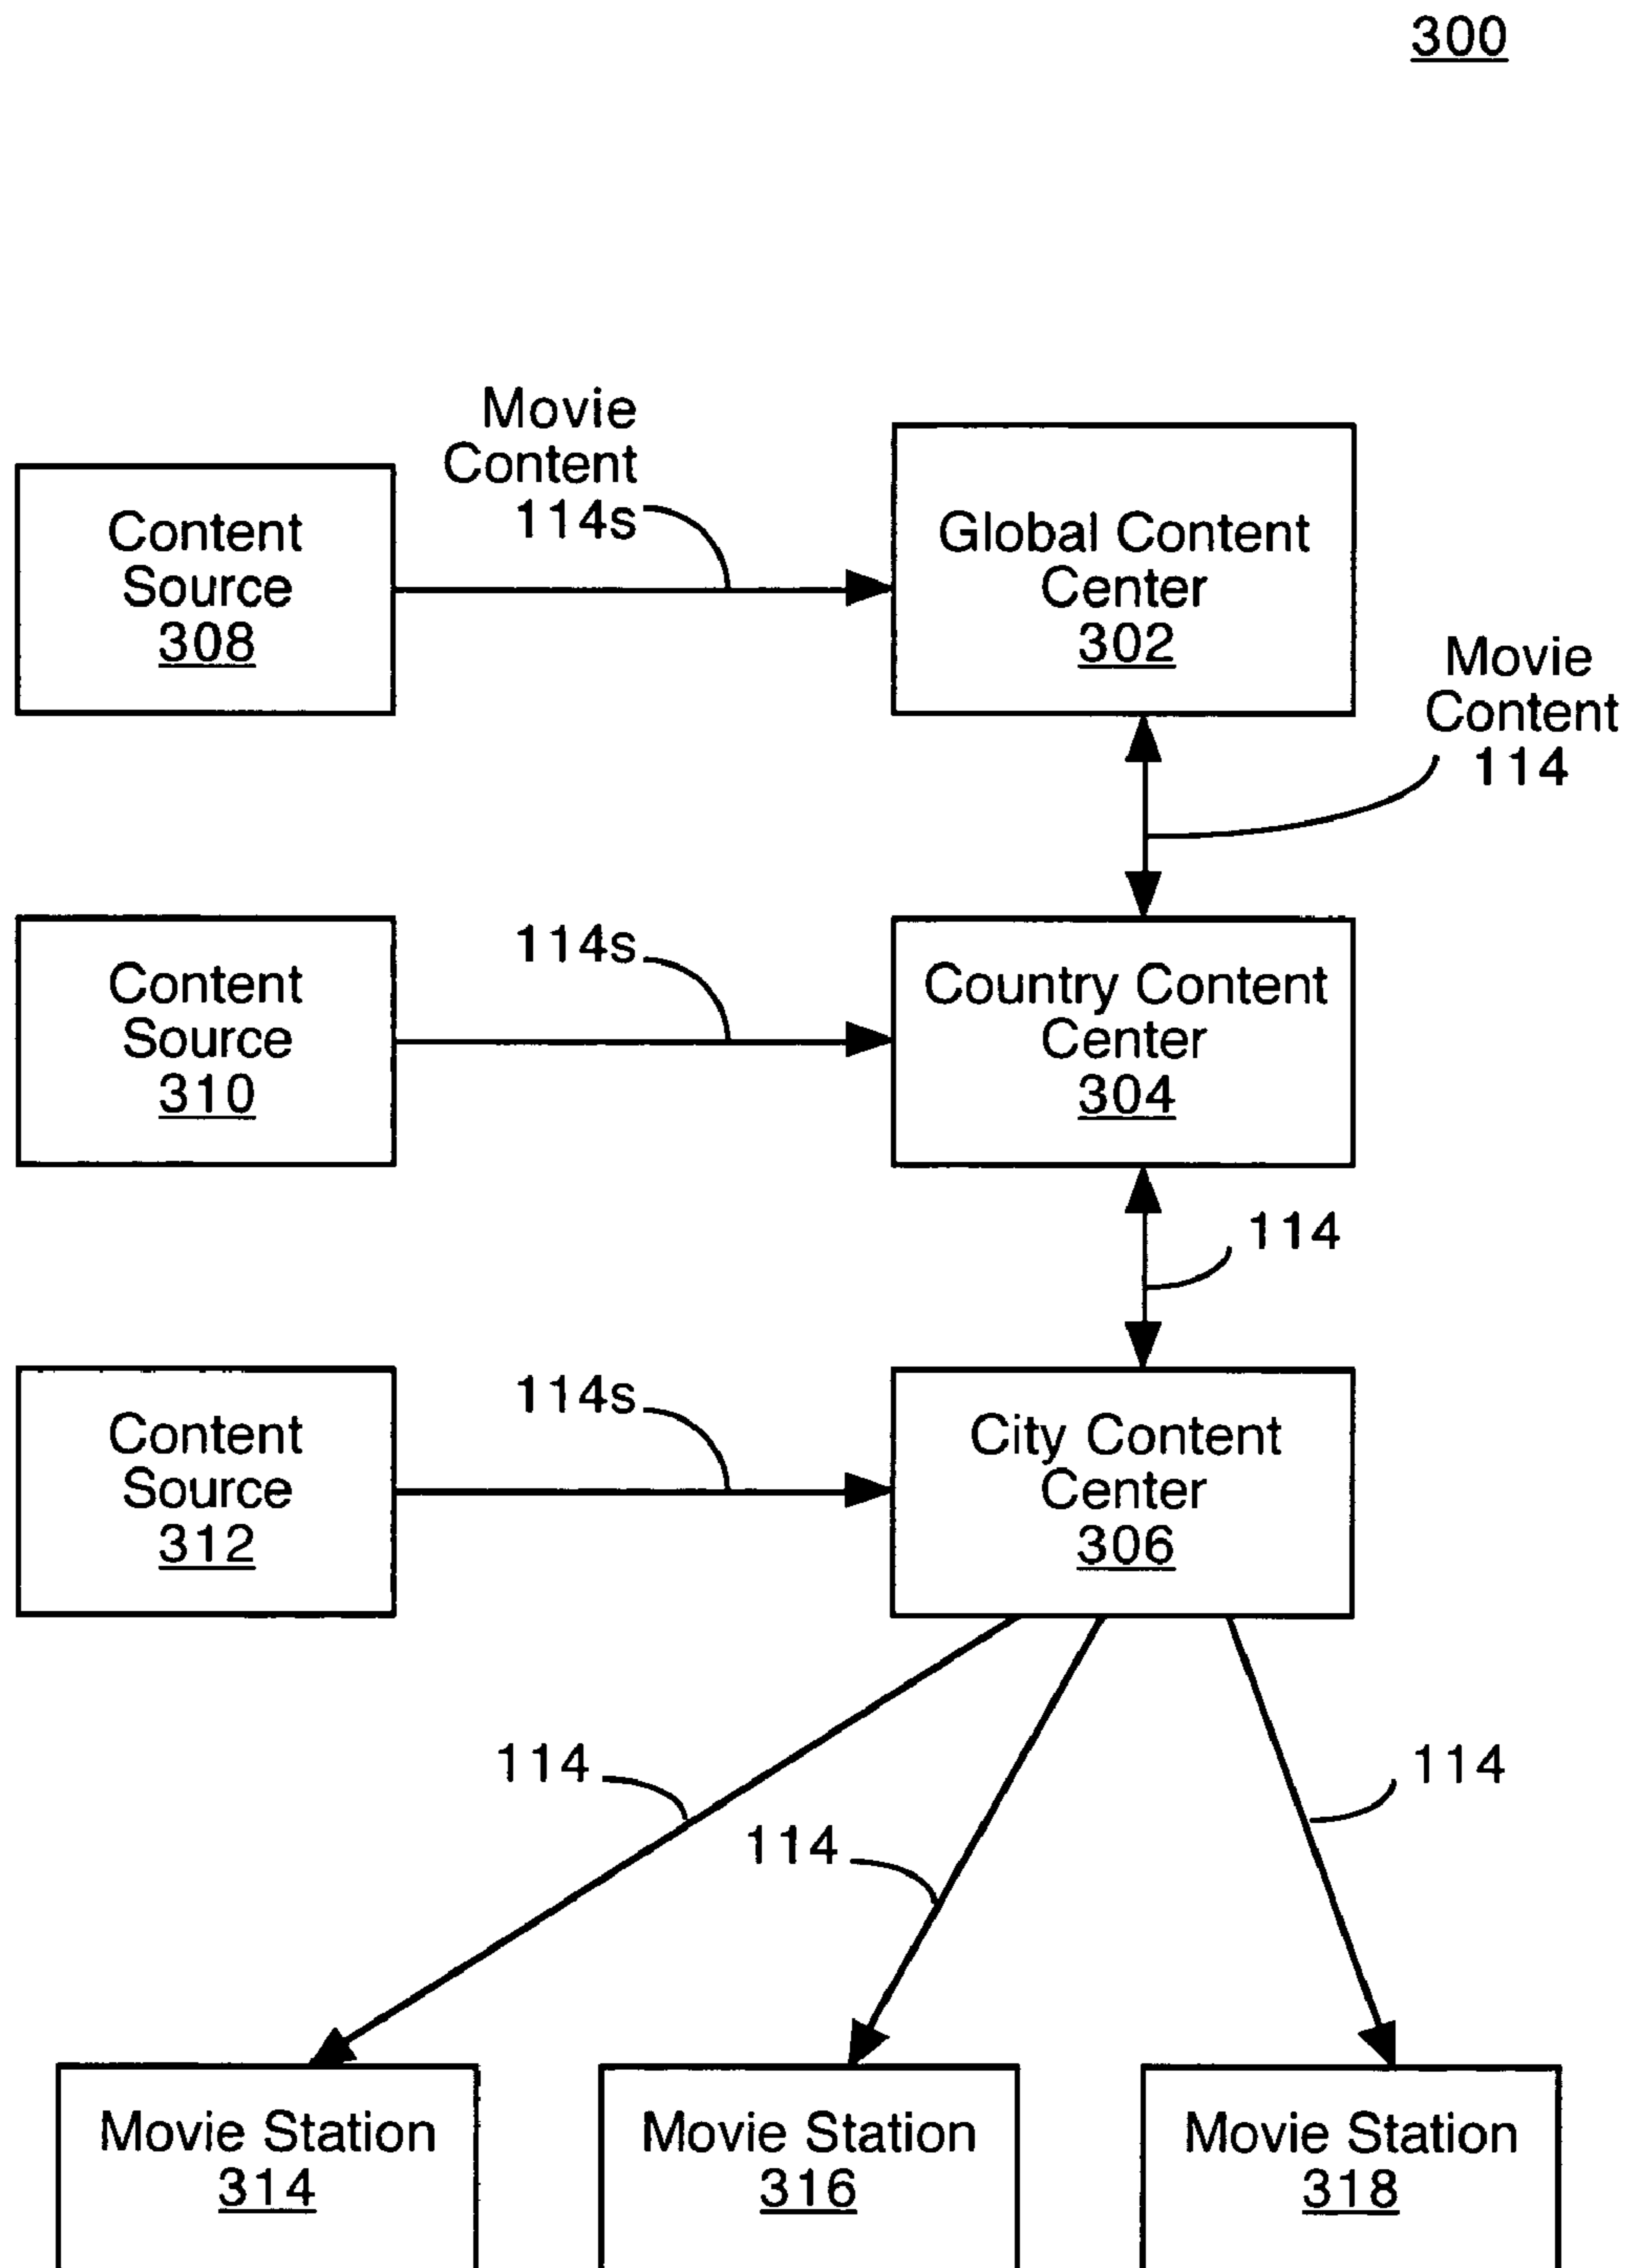 300
Movie
Content
114s
Content
Source
308
Global Content
Center
302
Movie
Content
114
114s
Content
Source
310
Country Content
Center
304
114
114s
Content
Source
312
City Content
Center
306
114
114
114
Movie Station
314
Movie Station
316
Movie Station
318